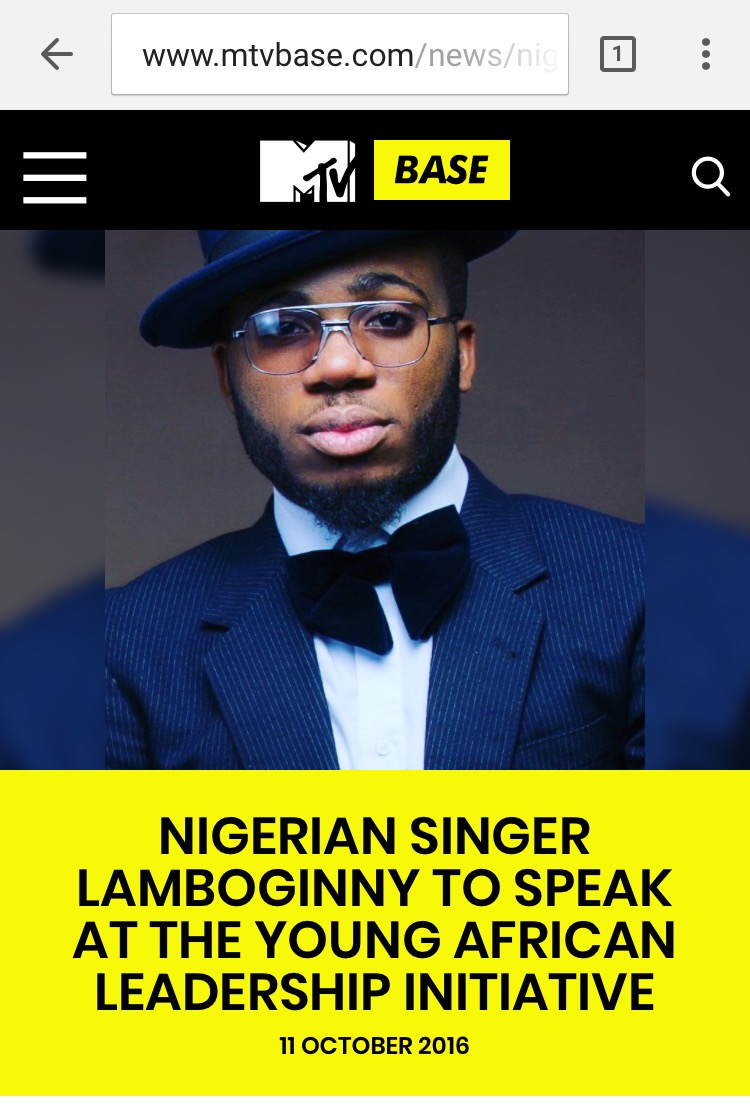 www.mtvbase.com/news/nig
1
MTV BASE
NIGERIAN SINGER
LAMBOGINNY TO SPEAK
AT THE YOUNG AFRICAN
LEADERSHIP INITIATIVE
11 OCTOBER 2016